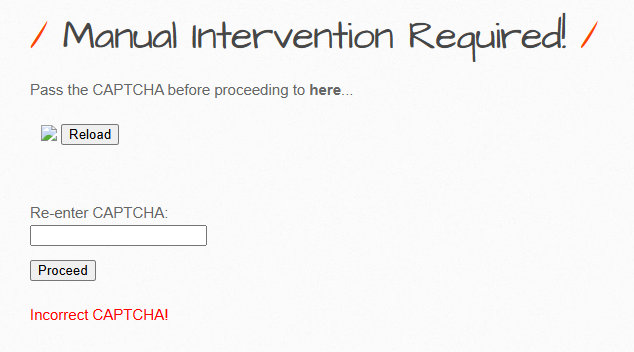 / Manual Intervention Required! /
Pass the CAPTCHA before proceeding to here...
Reload
Re-enter CAPTCHA:
Proceed
Incorrect CAPTCHA!